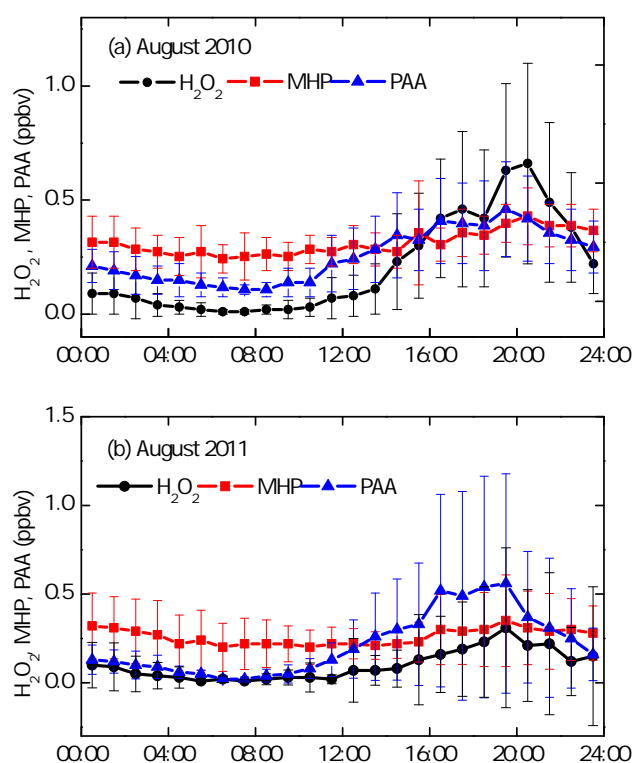 (a) August 2010
H2O2 MHP PAA
H2O2, MHP, PAA (ppbv)
1.0
0.5
0.0
00:00 04:00 08:00 12:00 16:00 20:00 24:00
(b) August 2011
H2O2 MHP PAA
H2O2, MHP, PAA (ppbv)
1.5
1.0
0.5
0.0
00:00 04:00 08:00 12:00 16:00 20:00 24:00